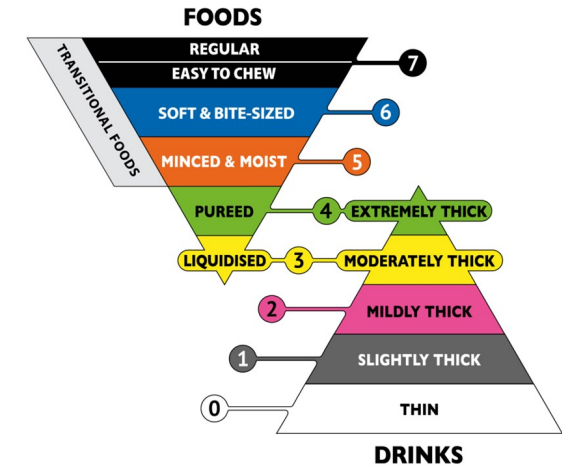 FOODS
TRANSITIONAL FOODS
REGULAR
EASY TO CHEW
7
SOFT & BITE-SIZED
6
MINCED & MOIST
5
PUREED
4
EXTREMELY THICK
LIQUIDISED
3
MODERATELY THICK
2
MILDLY THICK
1
SLIGHTLY THICK
0
THIN
DRINKS